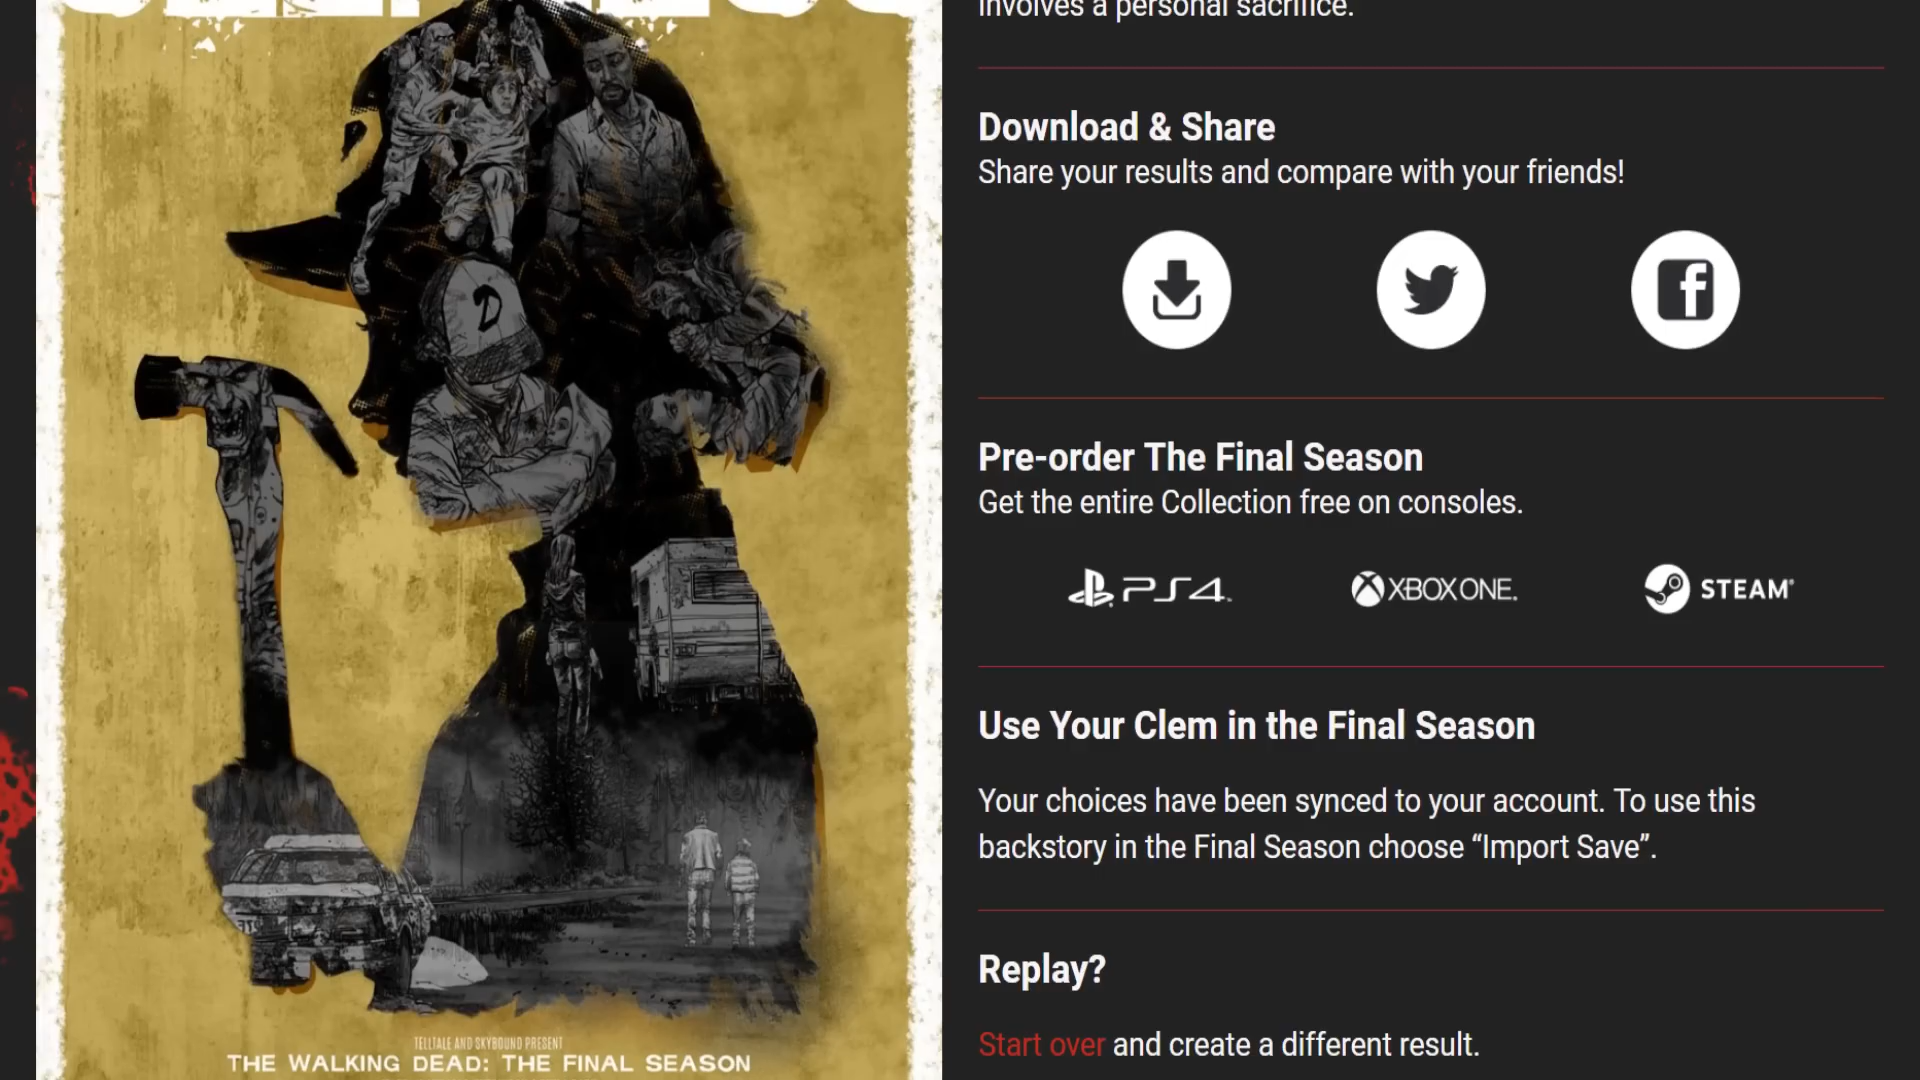 D
TELLTALE AND SKYBOUND PRESENT
THE WALKING DEAD: THE FINAL SEASON
involves a personal sacrifice.
Download & Share
Share your results and compare with your friends!
Pre-order The Final Season
Get the entire Collection free on consoles.
PS4
XBOX ONE.
STEAM
Use Your Clem in the Final Season
Your choices have been synced to your account. To use this
backstory in the Final Season choose “Import Save”.
Replay?
Start over and create a different result.